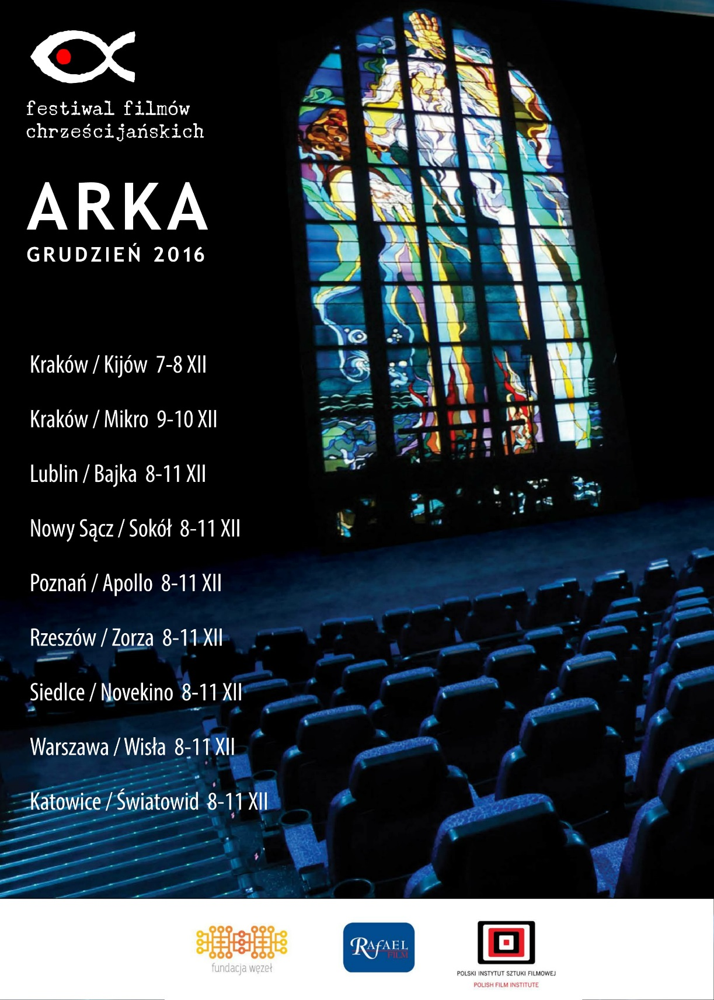 festiwal filmów
chrześcijańskich
ARKA
GRUDZIEŃ 2016
Kraków / Kijów 7-8 XII
Kraków / Mikro 9-10 XII
Lublin / Bajka 8-11 XII
Nowy Sącz / Sokół 8-11 XII
Poznań / Apollo 8-11 XII
Rzeszów / Zorza 8-11 XII
Siedlce / Novekino 8-11 XII
Warszawa / Wisła 8-11 XII
Katowice / Światowid 8-11 XII
fundacja węzeł
RAfAEL
FILM
POLSKI INSTYTUT SZTUKI FILMOWEJ
POLISH FILM INSTITUTE